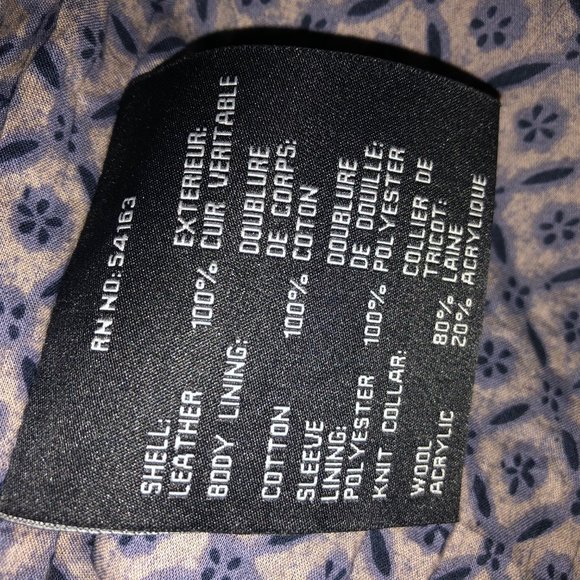 RN NO: 54163
EXTERIEUR:
SHELL: 100% CUIR VERITABLE
LEATHER
DOUBLURE
BODY LINING: DE CORPS:
100% COTON
COTTON
DOUBLURE
SLEEVE DE DOUILLE:
LINING: 100% POLYESTER
POLYESTER
COLLIER DE
KNIT COLLAR: TRICOT:
80% LAINE
WOOL 20% ACRYLIQUE
ACRYLIC